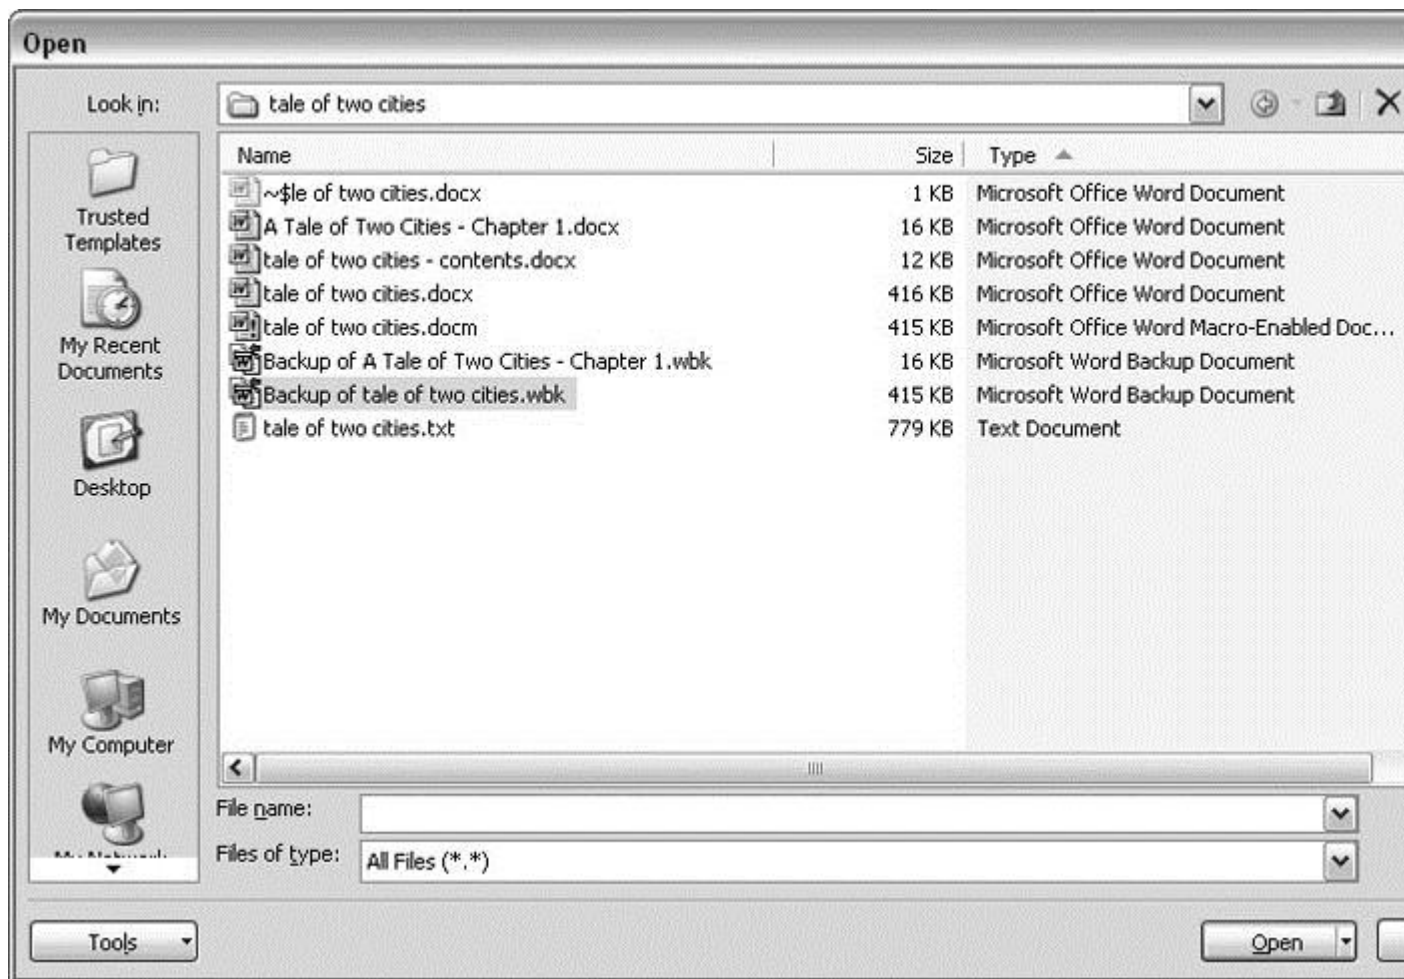 Open
Look in:
tale of two cities
Name Size Type
~$le of two cities.docx 1 KB Microsoft Office Word Document
A Tale of Two Cities - Chapter 1.docx 16 KB Microsoft Office Word Document
tale of two cities - contents.docx 12 KB Microsoft Office Word Document
tale of two cities.docx 416 KB Microsoft Office Word Document
tale of two cities.docm 415 KB Microsoft Office Word Macro-Enabled Doc...
Backup of A Tale of Two Cities - Chapter 1.wbk 16 KB Microsoft Word Backup Document
Backup of tale of two cities.wbk 415 KB Microsoft Word Backup Document
tale of two cities.txt 779 KB Text Document
Trusted
Templates
My Recent
Documents
Desktop
My Documents
My Computer
File name:
Files of type: All Files (*.*)
Tools
Open